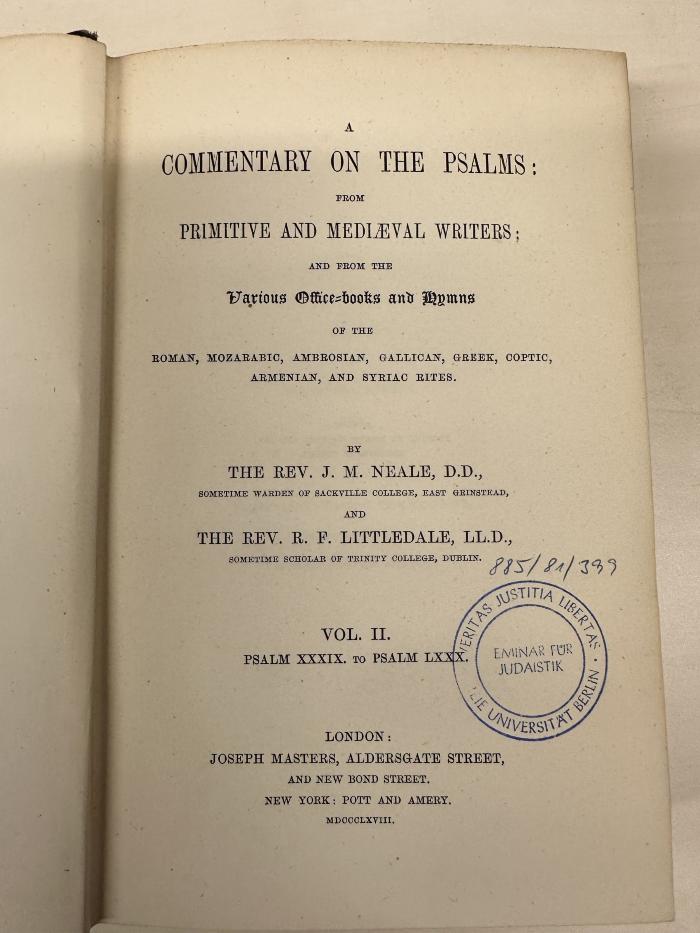 A
COMMENTARY ON THE PSALMS:
FROM
PRIMITIVE AND MEDIÆVAL WRITERS;
AND FROM THE
Various Office-books and Hymns
OF THE
ROMAN, MOZARABIC, AMBROSIAN, GALLICAN, GREEK, COPTIC,
ARMENIAN, AND SYRIAC RITES.
BY
THE REV. J. M. NEALE, D.D.,
SOMETIME WARDEN OF SACKVILLE COLLEGE, EAST GRINSTEAD,
AND
THE REV. R. F. LITTLEDALE, LL.D.,
SOMETIME SCHOLAR OF TRINITY COLLEGE, DUBLIN.
885/81/399
VERITAS JUSTITIA LIBERTAS
EMINAR FÜR
JUDAISTIK
EIE UNIVERSITÄT BERLIN
VOL. II.
PSALM XXXIX. TO PSALM LXXX.
LONDON:
JOSEPH MASTERS, ALDERSGATE STREET,
AND NEW BOND STREET.
NEW YORK: POTT AND AMERY.
MDCCCLXVIII.